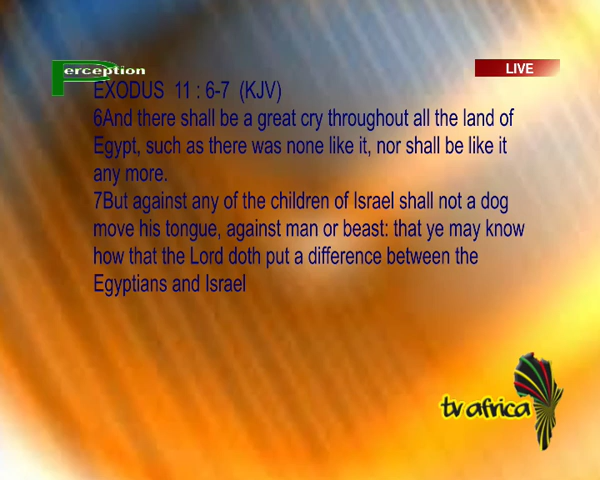 Perception
LIVE
EXODUS 11 : 6-7 (KJV)
6And there shall be a great cry throughout all the land of
Egypt, such as there was none like it, nor shall be like it
any more.
7But against any of the children of Israel shall not a dog
move his tongue, against man or beast: that ye may know
how that the Lord doth put a difference between the
Egyptians and Israel
tv africa